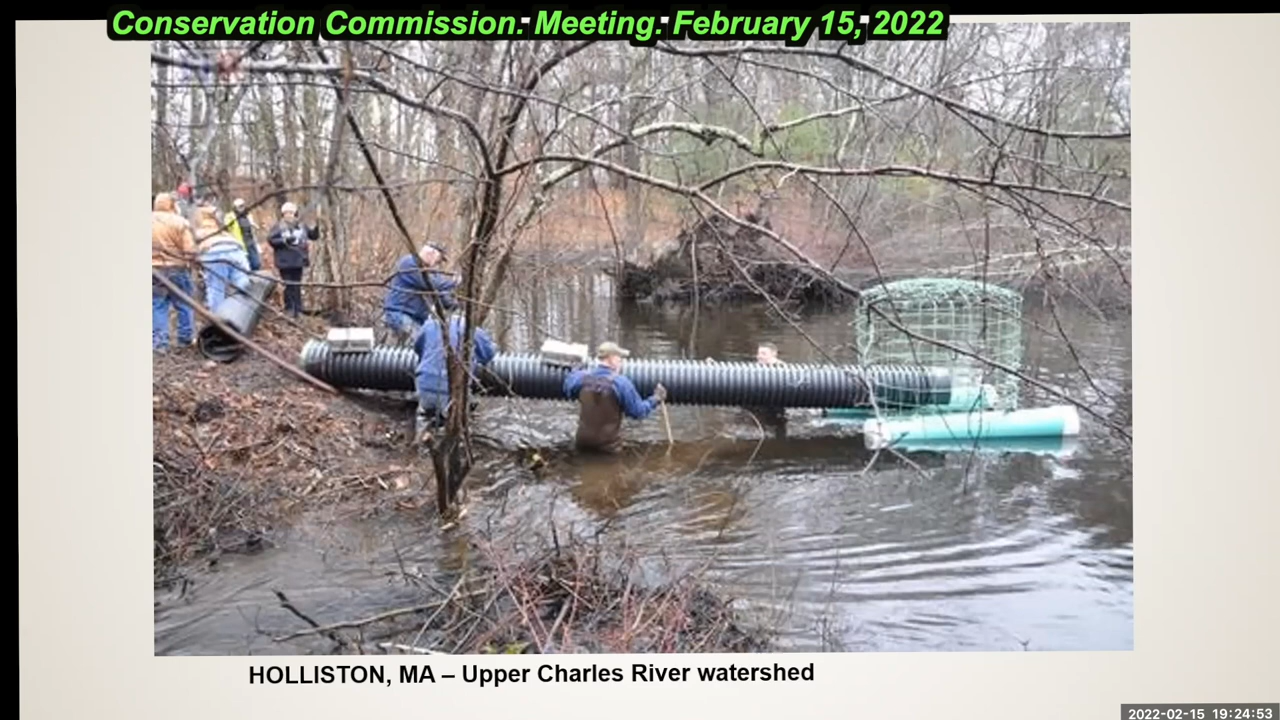 Conservation Commission. Meeting. February 15, 2022
HOLLISTON, MA – Upper Charles River watershed
2022-02-15 19:24:53